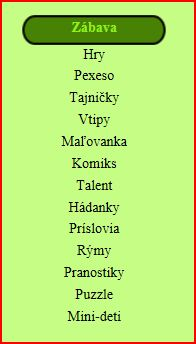 Zábava
Hry
Pexeso
Tajničky
Vtipy
Maľovanka
Komiks
Talent
Hádanky
Príslovia
Rýmy
Pranostiky
Puzzle
Mini-deti